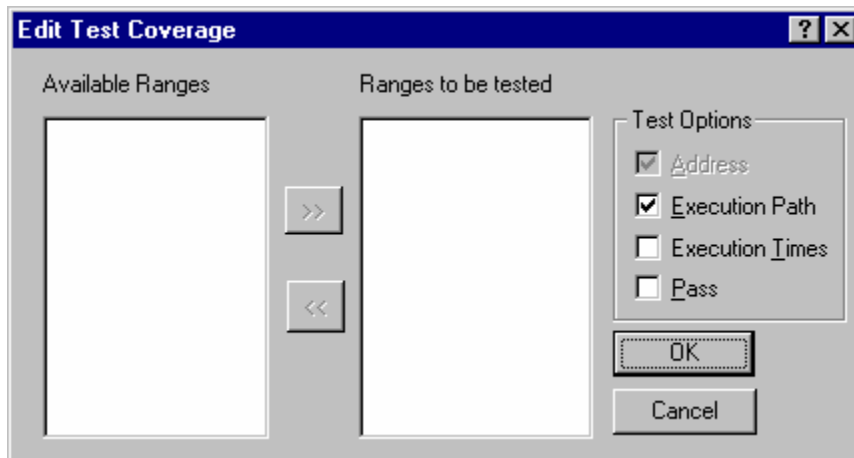 Edit Test Coverage
Available Ranges
Ranges to be tested
Test Options
Address
Execution Path
>>
Execution Times
Pass
<<
OK
Cancel